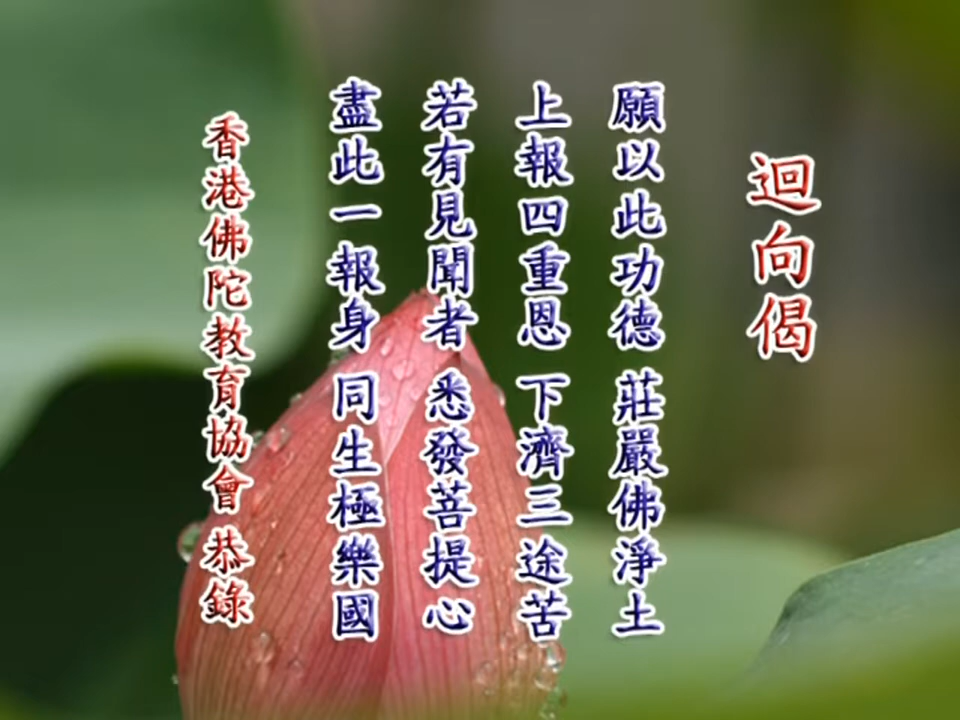 迴向偈
願以此功德 莊嚴佛淨土
上報四重恩 下濟三途苦
若有見聞者 悉發菩提心
盡此一報身 同生極樂國
香港佛陀教育協會 恭錄